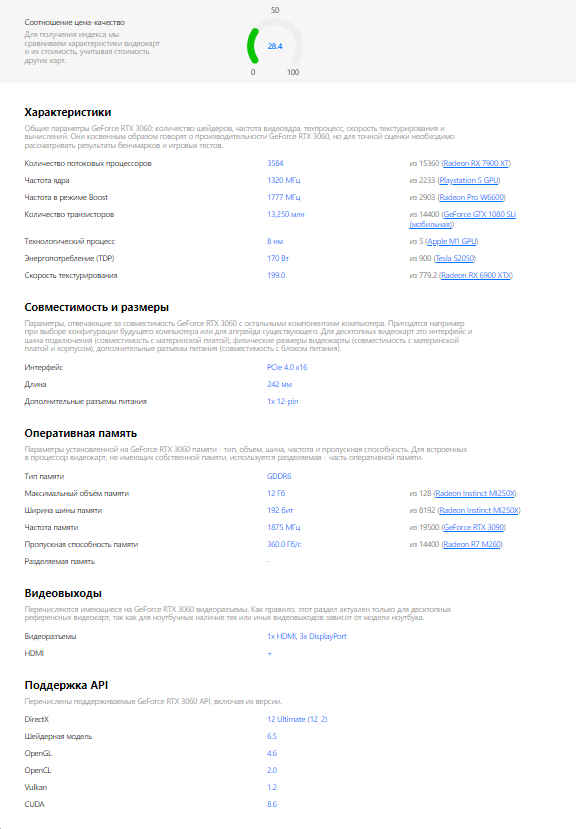 50
Соотношение цена-качество
Для получения индекса мы
сравниваем характеристики видеокарт
и их стоимость, учитывая стоимость
других карт.
28.4
0 100
Характеристики
Общие параметры GeForce RTX 3060: количество шейдеров, частота видеоядра, техпроцесс, скорость текстурирования и
вычислений. Они косвенным образом говорят о производительности GeForce RTX 3060, но для точной оценки необходимо
рассматривать результаты бенчмарков и игровых тестов.
Количество потоковых процессоров 3584 из 15360 (Radeon RX 7900 XT)
Частота ядра 1320 МГц из 2233 (Playstation 5 GPU)
Частота в режиме Boost 1777 МГц из 2903 (Radeon Pro W6600)
Количество транзисторов 13,250 млн из 14400 (GeForce GTX 1080 SLI
(мобильная))
Технологический процесс 8 нм из 5 (Apple M1 GPU)
Энергопотребление (TDP) 170 Вт из 900 (Tesla S2050)
Скорость текстурирования 199.0 из 779.2 (Radeon RX 6900 XTX)
Совместимость и размеры
Параметры, отвечающие за совместимость GeForce RTX 3060 с остальными компонентами компьютера. Пригодятся например
при выборе конфигурации будущего компьютера или для апгрейда существующего. Для десктопных видеокарт это интерфейс и
шина подключения (совместимость с материнской платой), физические размеры видеокарты (совместимость с материнской
платой и корпусом), дополнительные разъемы питания (совместимость с блоком питания).
Интерфейс PCIe 4.0 x16
Длина 242 мм
Дополнительные разъемы питания 1x 12-pin
Оперативная память
Параметры установленной на GeForce RTX 3060 памяти - тип, объем, шина, частота и пропускная способность. Для встроенных
в процессор видеокарт, не имеющих собственной памяти, используется разделяемая - часть оперативной памяти.
Тип памяти GDDR6
Максимальный объём памяти 12 Гб из 128 (Radeon Instinct MI250X)
Ширина шины памяти 192 бит из 8192 (Radeon Instinct MI250X)
Частота памяти 1875 МГц из 19500 (GeForce RTX 3090)
Пропускная способность памяти 360.0 Гб/с из 14400 (Radeon R7 M260)
Разделяемая память -
Видеовыходы
Перечисляются имеющиеся на GeForce RTX 3060 видеоразъемы. Как правило, этот раздел актуален только для десктопных
референсных видеокарт, так как для ноутбучных наличие тех или иных видеовыходов зависит от модели ноутбука.
Видеоразъемы 1x HDMI, 3x DisplayPort
HDMI +
Поддержка API
Перечислены поддерживаемые GeForce RTX 3060 API, включая их версии.
DirectX 12 Ultimate (12_2)
Шейдерная модель 6.5
OpenGL 4.6
OpenCL 2.0
Vulkan 1.2
CUDA 8.6